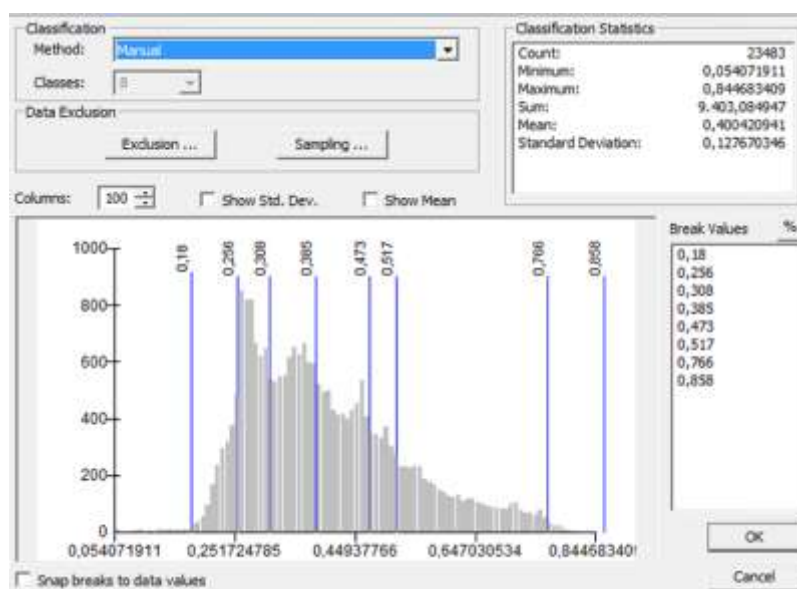 Classification
Method: Manual
Classes: 8
Data Exclusion
Exclusion ... Sampling ...
Classification Statistics
Count: 23483
Minimum: 0,054071911
Maximum: 0,844683409
Sum: 9.403,084947
Mean: 0,400420941
Standard Deviation: 0,127670346
Columns: 100 Show Std. Dev. Show Mean
Break Values %
0,18
0,256
0,308
0,385
0,473
0,517
0,766
0,858
0,18 0,256 0,308 0,385 0,473 0,517 0,766 0,858
1000
800
600
400
200
0
0,054071911 0,251724785 0,44937766 0,647030534 0,844683409
OK
Cancel
Snap breaks to data values